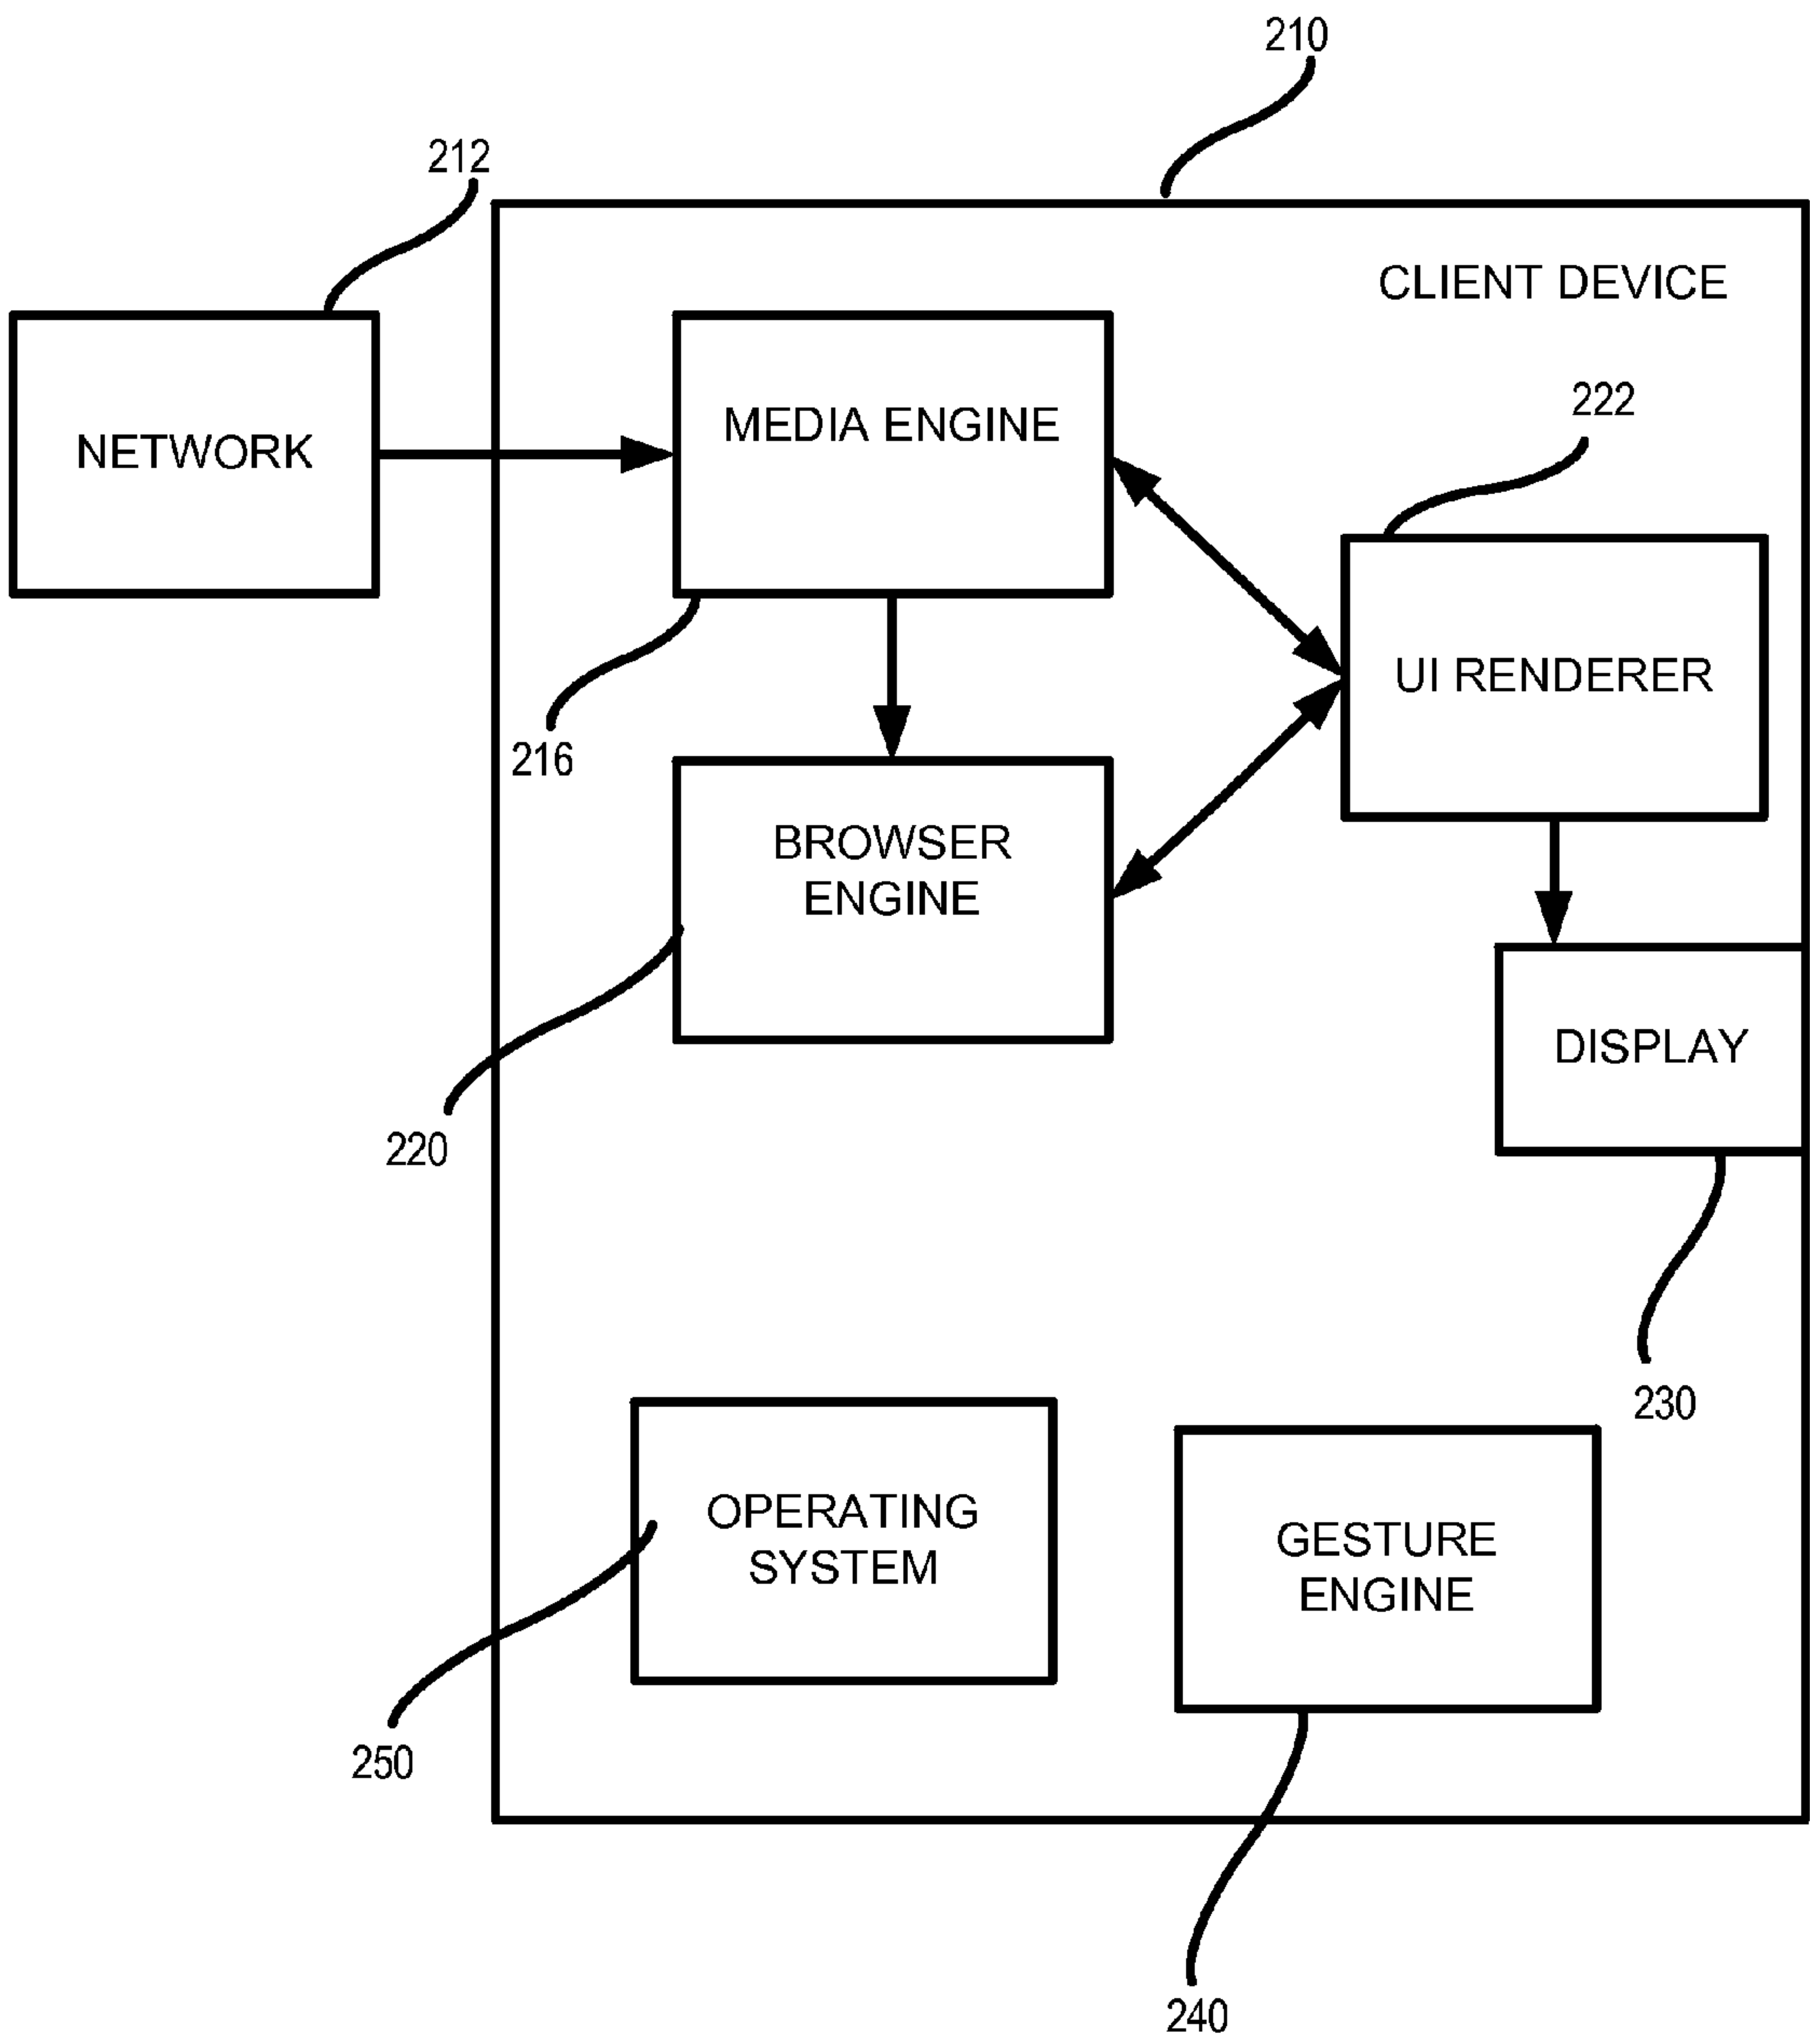 210
212
CLIENT DEVICE
222
MEDIA ENGINE
NETWORK
UI RENDERER
216
BROWSER
ENGINE
DISPLAY
220
230
OPERATING
SYSTEM
GESTURE
ENGINE
250
240